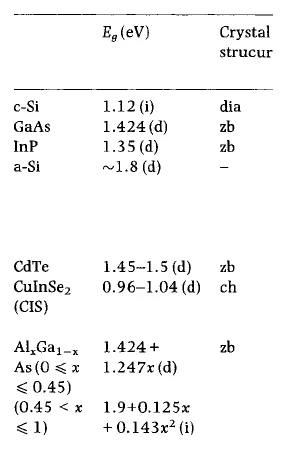 E_g (eV) Crystal
strucur
c-Si 1.12 (i) dia
GaAs 1.424 (d) zb
InP 1.35 (d) zb
a-Si ~1.8 (d) –
CdTe 1.45–1.5 (d) zb
CuInSe₂ 0.96–1.04 (d) ch
(CIS)
AlₓGa₁₋ₓ 1.424 + zb
As (0 ⩽ x 1.247x (d)
⩽ 0.45)
(0.45 < x 1.9+0.125x
⩽ 1) + 0.143x² (i)